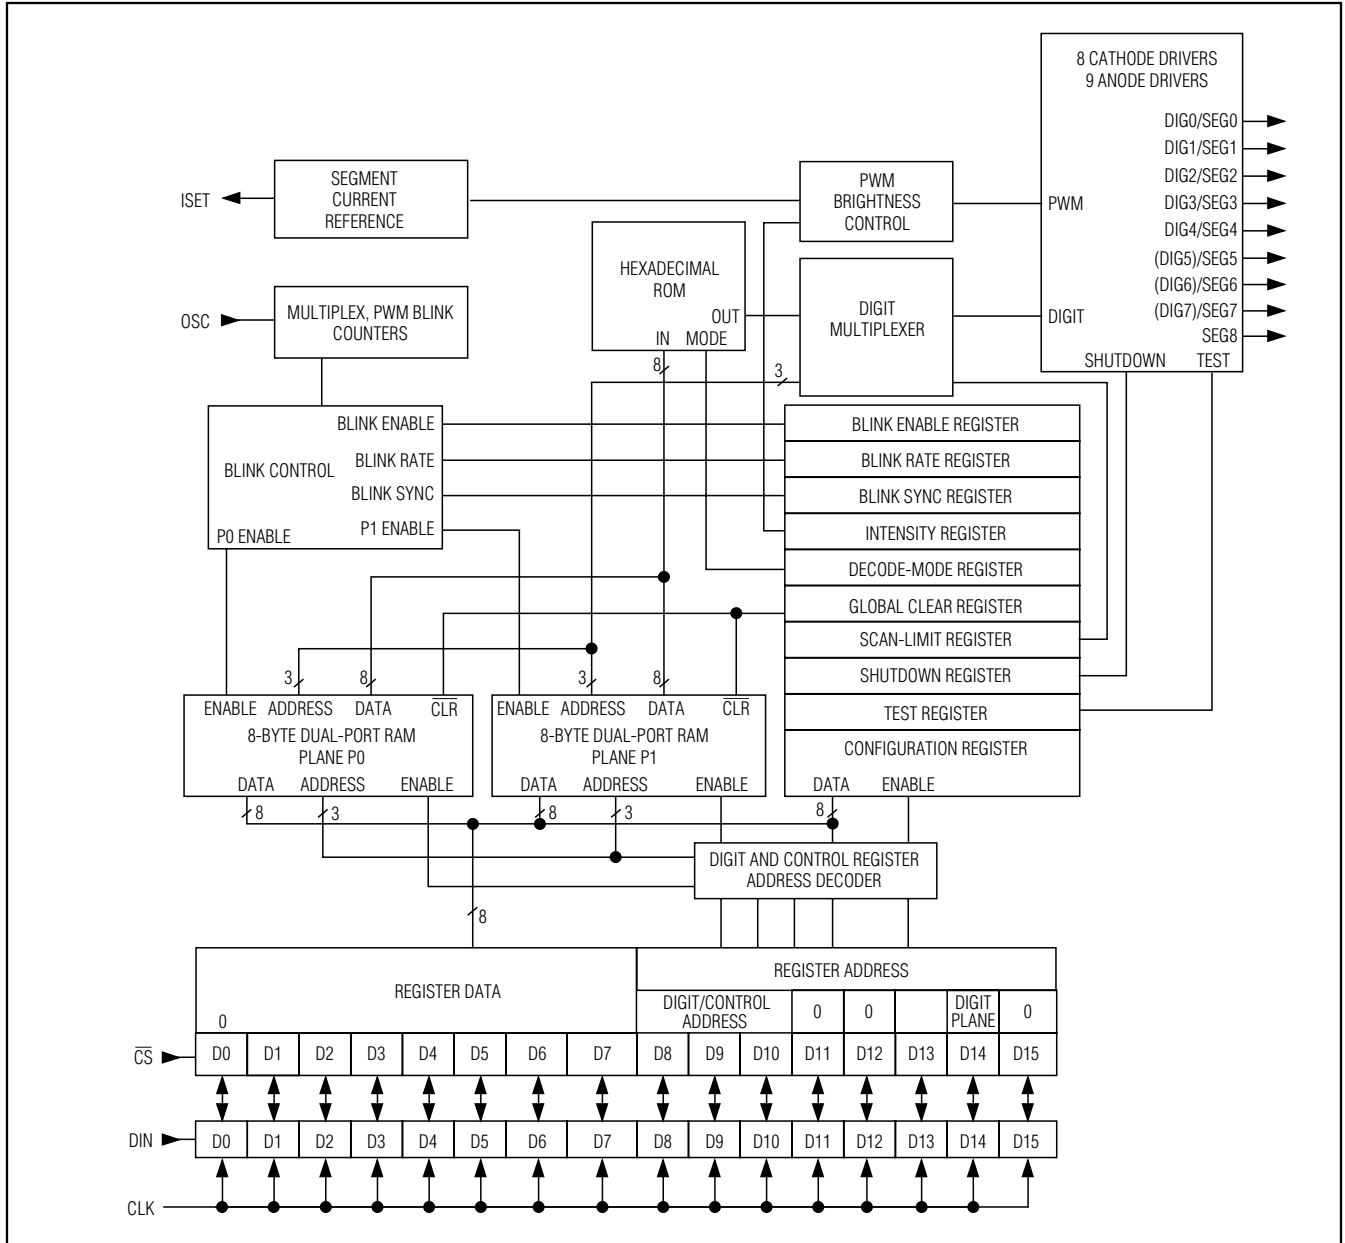 8 CATHODE DRIVERS
9 ANODE DRIVERS
DIG0/SEG0
DIG1/SEG1
DIG2/SEG2
DIG3/SEG3
DIG4/SEG4
(DIG5)/SEG5
(DIG6)/SEG6
(DIG7)/SEG7
SEG8
PWM
DIGIT
SHUTDOWN
TEST
ISET
SEGMENT
CURRENT
REFERENCE
PWM
BRIGHTNESS
CONTROL
HEXADECIMAL
ROM
OUT
IN
MODE
DIGIT
MULTIPLEXER
OSC
MULTIPLEX, PWM BLINK
COUNTERS
8
3
BLINK CONTROL
BLINK ENABLE
BLINK RATE
BLINK SYNC
P1 ENABLE
P0 ENABLE
BLINK ENABLE REGISTER
BLINK RATE REGISTER
BLINK SYNC REGISTER
INTENSITY REGISTER
DECODE-MODE REGISTER
GLOBAL CLEAR REGISTER
SCAN-LIMIT REGISTER
SHUTDOWN REGISTER
TEST REGISTER
CONFIGURATION REGISTER
DATA
ENABLE
8
3
8
3
8
ENABLE ADDRESS DATA CLR
8-BYTE DUAL-PORT RAM
PLANE P0
DATA ADDRESS ENABLE
ENABLE ADDRESS DATA CLR
8-BYTE DUAL-PORT RAM
PLANE P1
DATA ADDRESS ENABLE
8
3
8
3
DIGIT AND CONTROL REGISTER
ADDRESS DECODER
8
REGISTER DATA
0
REGISTER ADDRESS
DIGIT/CONTROL
ADDRESS
0
0
DIGIT
PLANE
0
CS
D0 D1 D2 D3 D4 D5 D6 D7 D8 D9 D10 D11 D12 D13 D14 D15
DIN
D0 D1 D2 D3 D4 D5 D6 D7 D8 D9 D10 D11 D12 D13 D14 D15
CLK